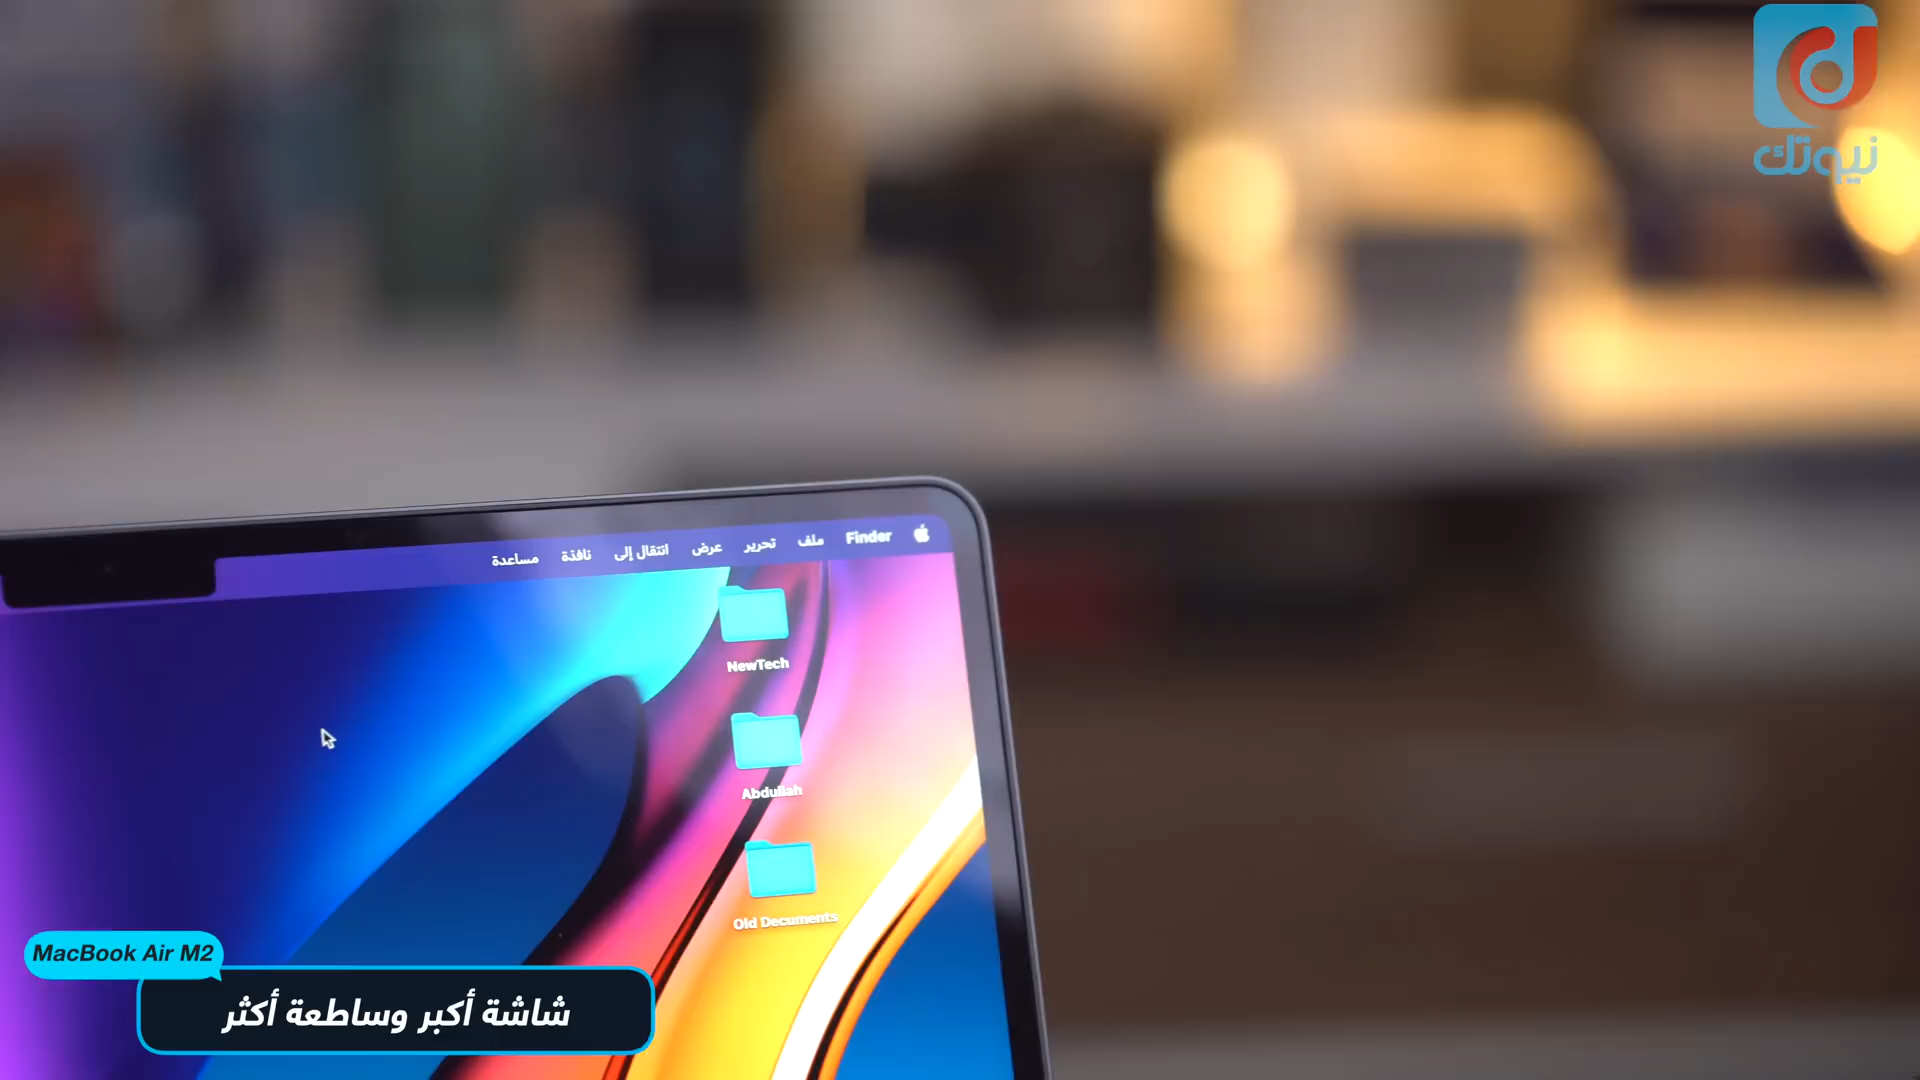 نيوتك
Finder ملف تحرير عرض انتقال إلى نافذة مساعدة
NewTech
Abdullah
Old Decuments
MacBook Air M2
شاشة أكبر وساطعة أكثر